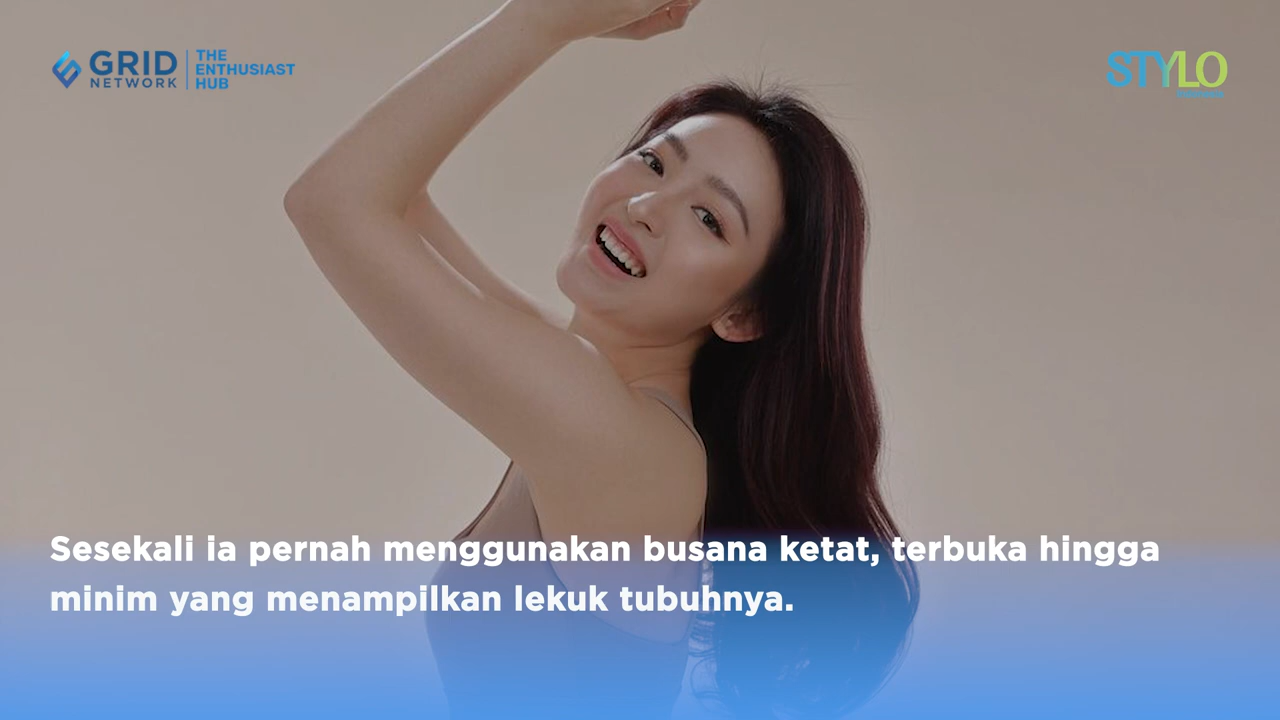 GRID
NETWORK
THE
ENTHUSIAST
HUB
STYLO
Sesekali ia pernah menggunakan busana ketat, terbuka hingga
minim yang menampilkan lekuk tubuhnya.